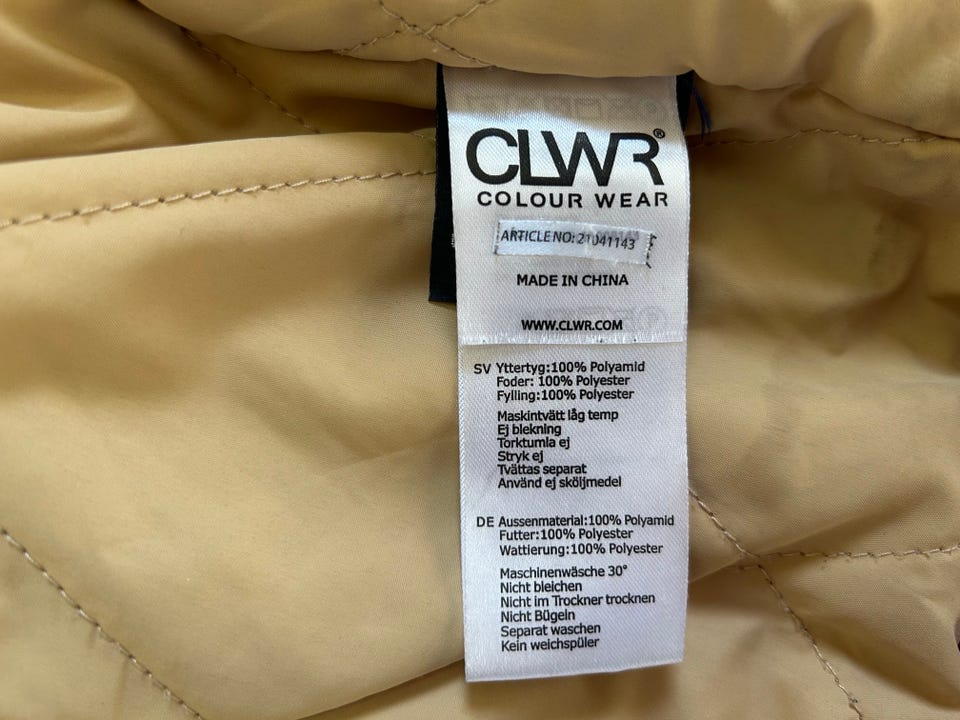 CLWR®
COLOUR WEAR
ARTICLE NO: 21041143
MADE IN CHINA
WWW.CLWR.COM
SV Yttertyg:100% Polyamid
Foder: 100% Polyester
Fylling:100% Polyester
Maskintvätt låg temp
Ej blekning
Torktumla ej
Stryk ej
Tvättas separat
Använd ej sköljmedel
DE Aussenmaterial:100% Polyamid
Futter:100% Polyester
Wattierung:100% Polyester
Maschinenwäsche 30°
Nicht bleichen
Nicht im Trockner trocknen
Nicht Bügeln
Separat waschen
Kein weichspüler